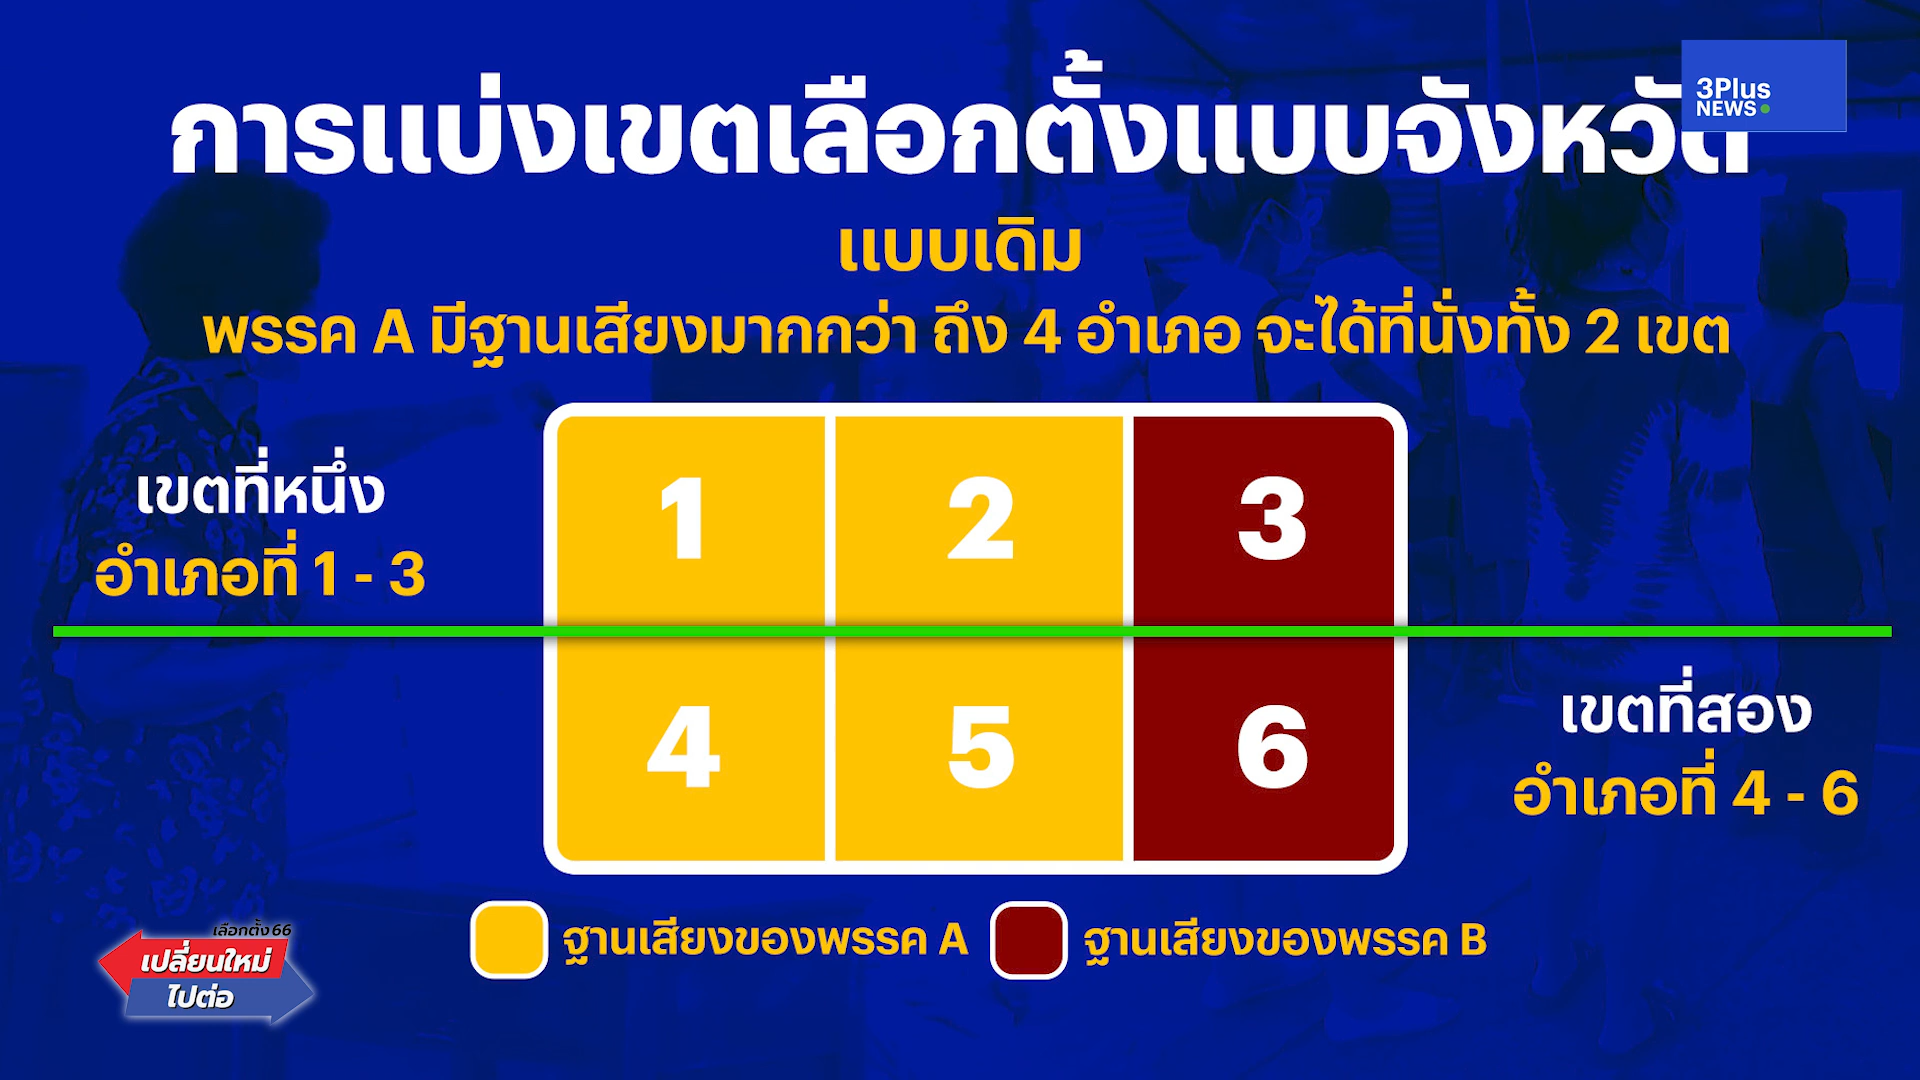 การแบ่งเขตเลือกตั้งแบบจังหวัด
3Plus
NEWS
แบบเดิม
พรรค A มีฐานเสียงมากกว่า ถึง 4 อำเภอ จะได้ที่นั่งทั้ง 2 เขต
เขตที่หนึ่ง
อำเภอที่ 1 - 3
1 2 3
4 5 6
เขตที่สอง
อำเภอที่ 4 - 6
ฐานเสียงของพรรค A
ฐานเสียงของพรรค B
เลือกตั้ง 66
เปลี่ยนใหม่
ไปต่อ